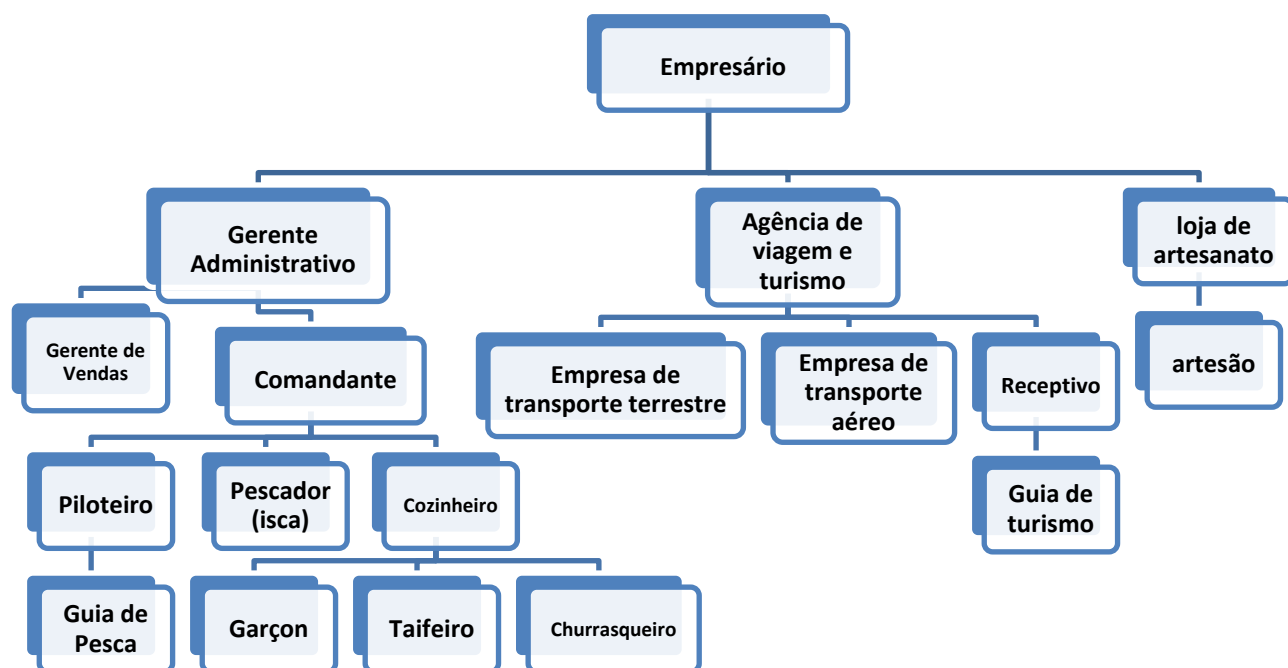 Empresário
Gerente
Administrativo
Agência de
viagem e
turismo
loja de
artesanato
Gerente de
Vendas
Comandante
Empresa de
transporte terrestre
Empresa de
transporte
aéreo
Receptivo
artesão
Piloteiro
Pescador
(isca)
Cozinheiro
Guia de
turismo
Guia de
Pesca
Garçon
Taifeiro
Churrasqueiro